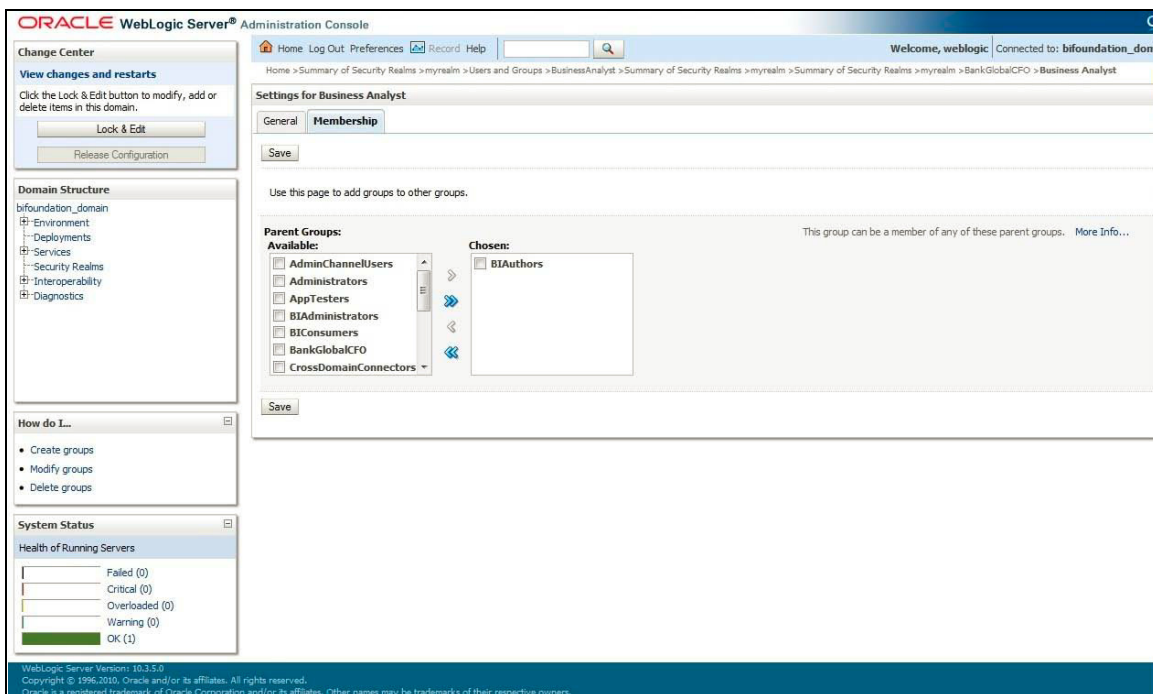 ORACLE WebLogic Server® Administration Console
Change Center
View changes and restarts
Click the Lock & Edit button to modify, add or
delete items in this domain.
Lock & Edit
Release Configuration
Domain Structure
bifoundation_domain
Environment
Deployments
Services
Security Realms
Interoperability
Diagnostics
How do I...
Create groups
Modify groups
Delete groups
System Status
Health of Running Servers
Failed (0)
Critical (0)
Overloaded (0)
Warning (0)
OK (1)
Home Log Out Preferences Record Help
Welcome, weblogic Connected to: bifoundation_dom
Home >Summary of Security Realms >myrealm >Users and Groups >BusinessAnalyst >Summary of Security Realms >myrealm >Summary of Security Realms >myrealm >BankGlobalCFO >Business Analyst
Settings for Business Analyst
General Membership
Save
Use this page to add groups to other groups.
Parent Groups:
This group can be a member of any of these parent groups. More Info...
Available:
AdminChannelUsers
Administrators
AppTesters
BIAdministrators
BIConsumers
BankGlobalCFO
CrossDomainConnectors
Chosen:
BIAuthors
Save
WebLogic Server Version: 10.3.5.0
Copyright © 1996,2010, Oracle and/or its affiliates. All rights reserved.
Oracle is a registered trademark of Oracle Corporation and/or its affiliates. Other names may be trademarks of their respective owners.